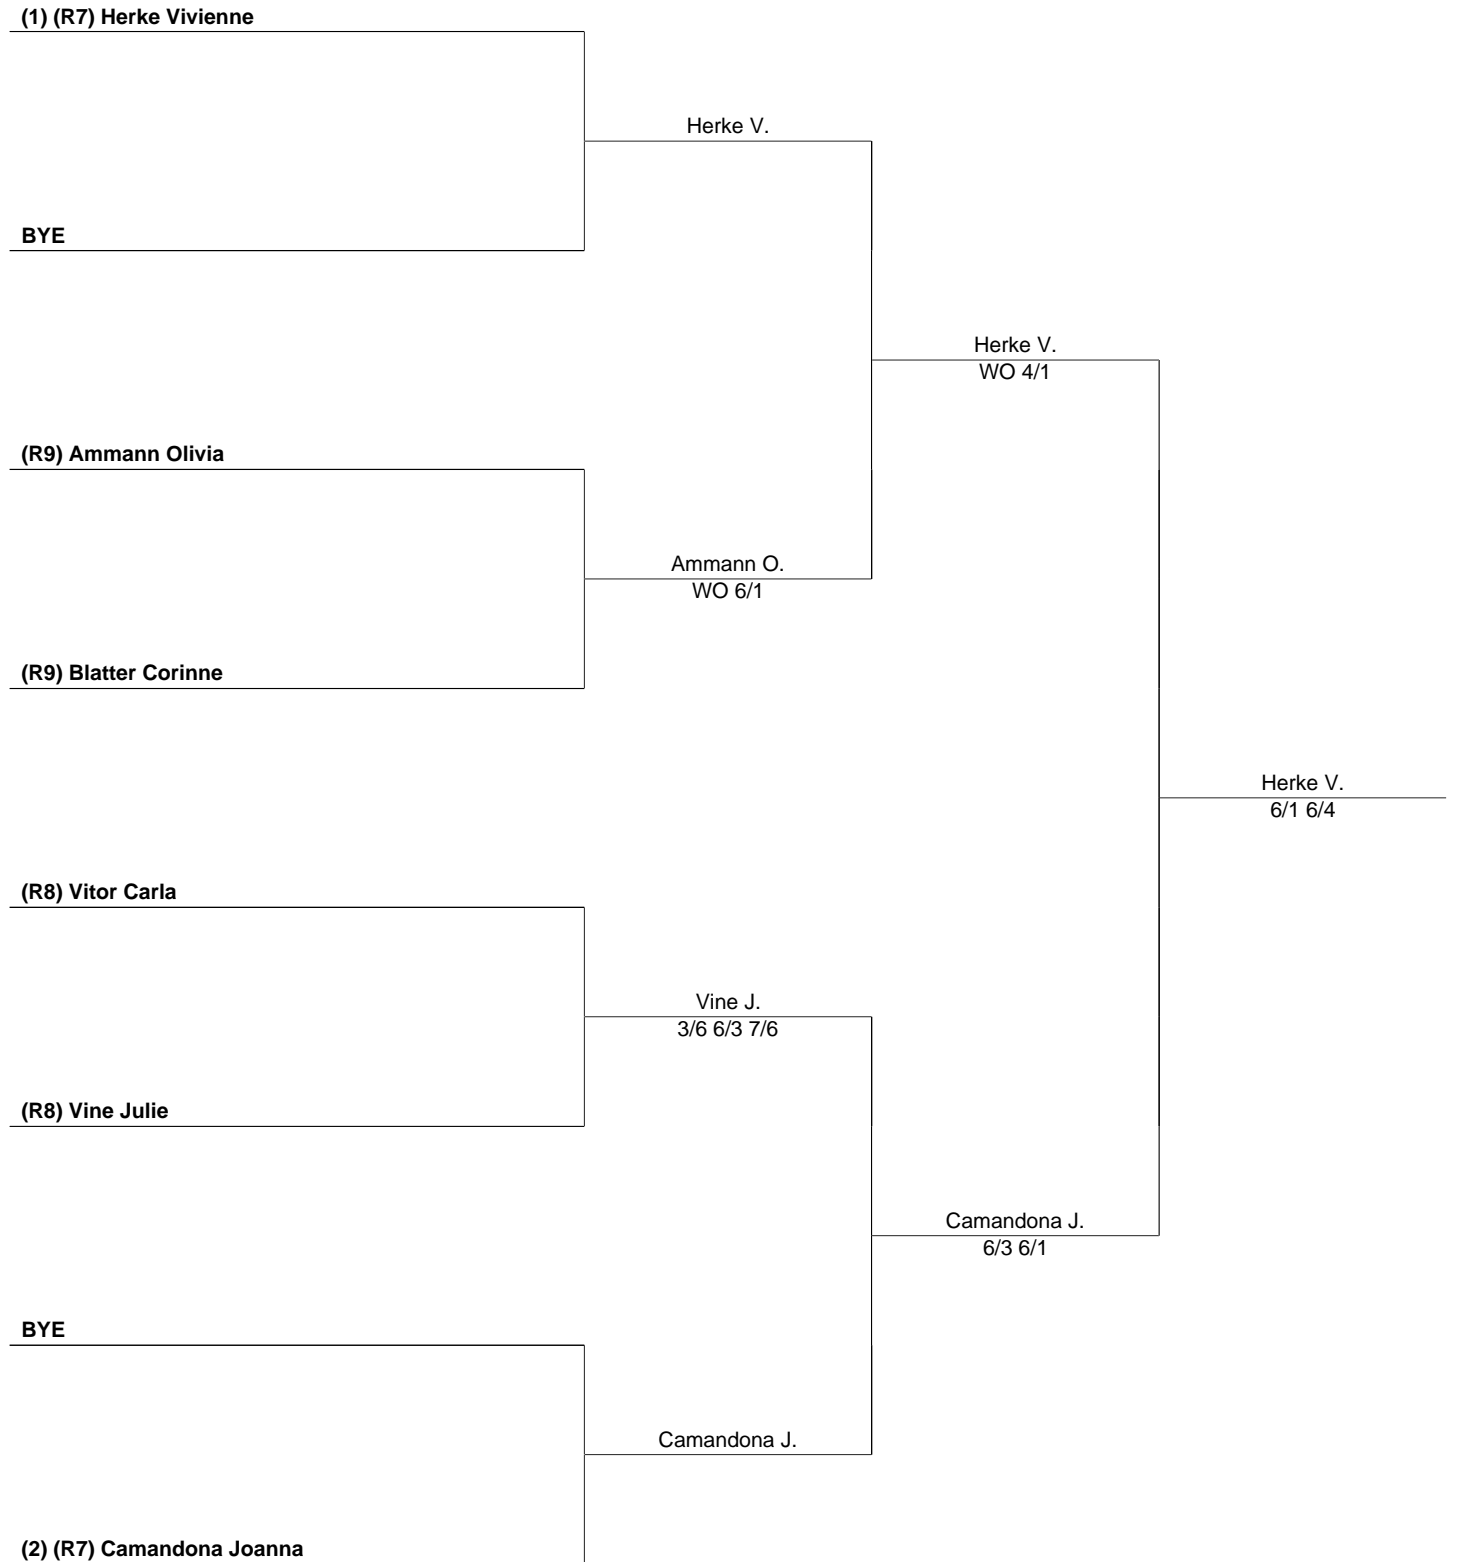 (1) (R7) Herke Vivienne
Herke V.
BYE
Herke V.
WO 4/1
(R9) Ammann Olivia
Ammann O.
WO 6/1
(R9) Blatter Corinne
Herke V.
6/1 6/4
(R8) Vitor Carla
Vine J.
3/6 6/3 7/6
(R8) Vine Julie
Camandona J.
6/3 6/1
BYE
Camandona J.
(2) (R7) Camandona Joanna